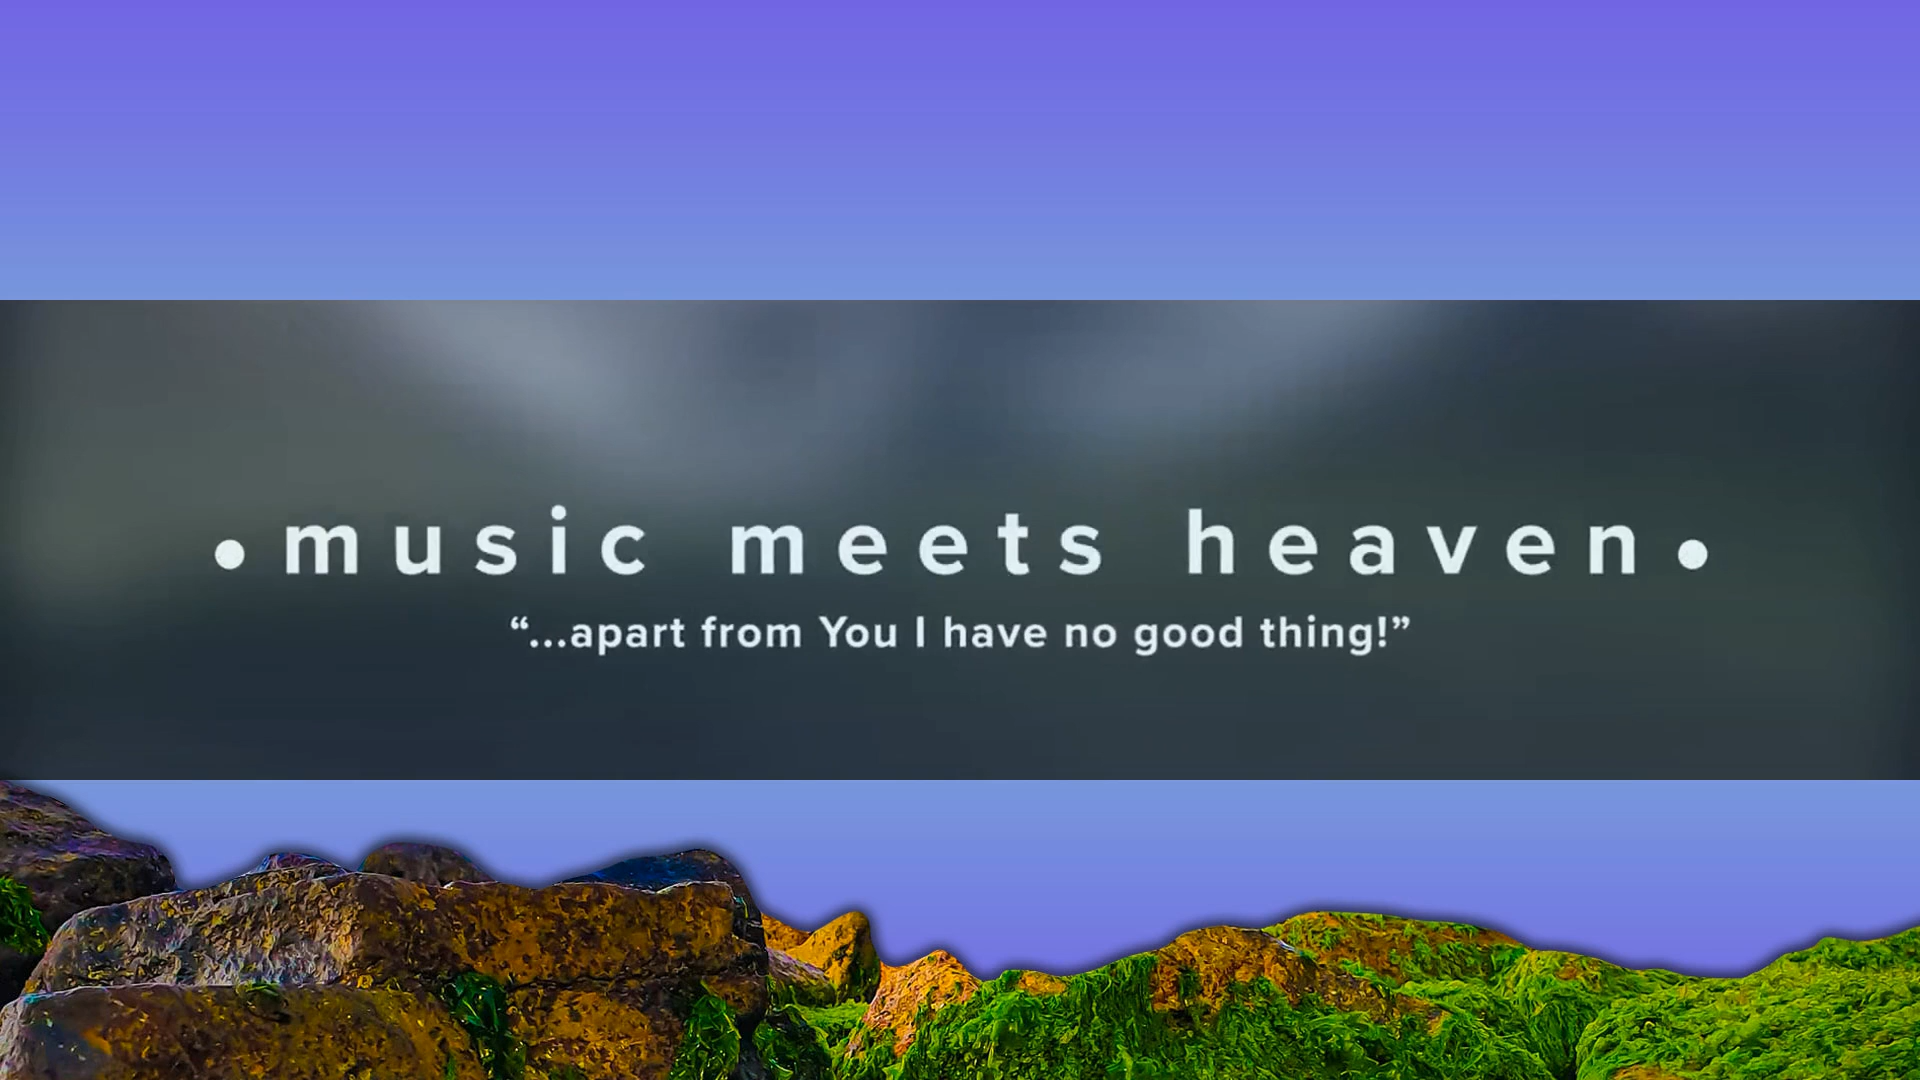 •music meets heaven•
“...apart from You I have no good thing!”